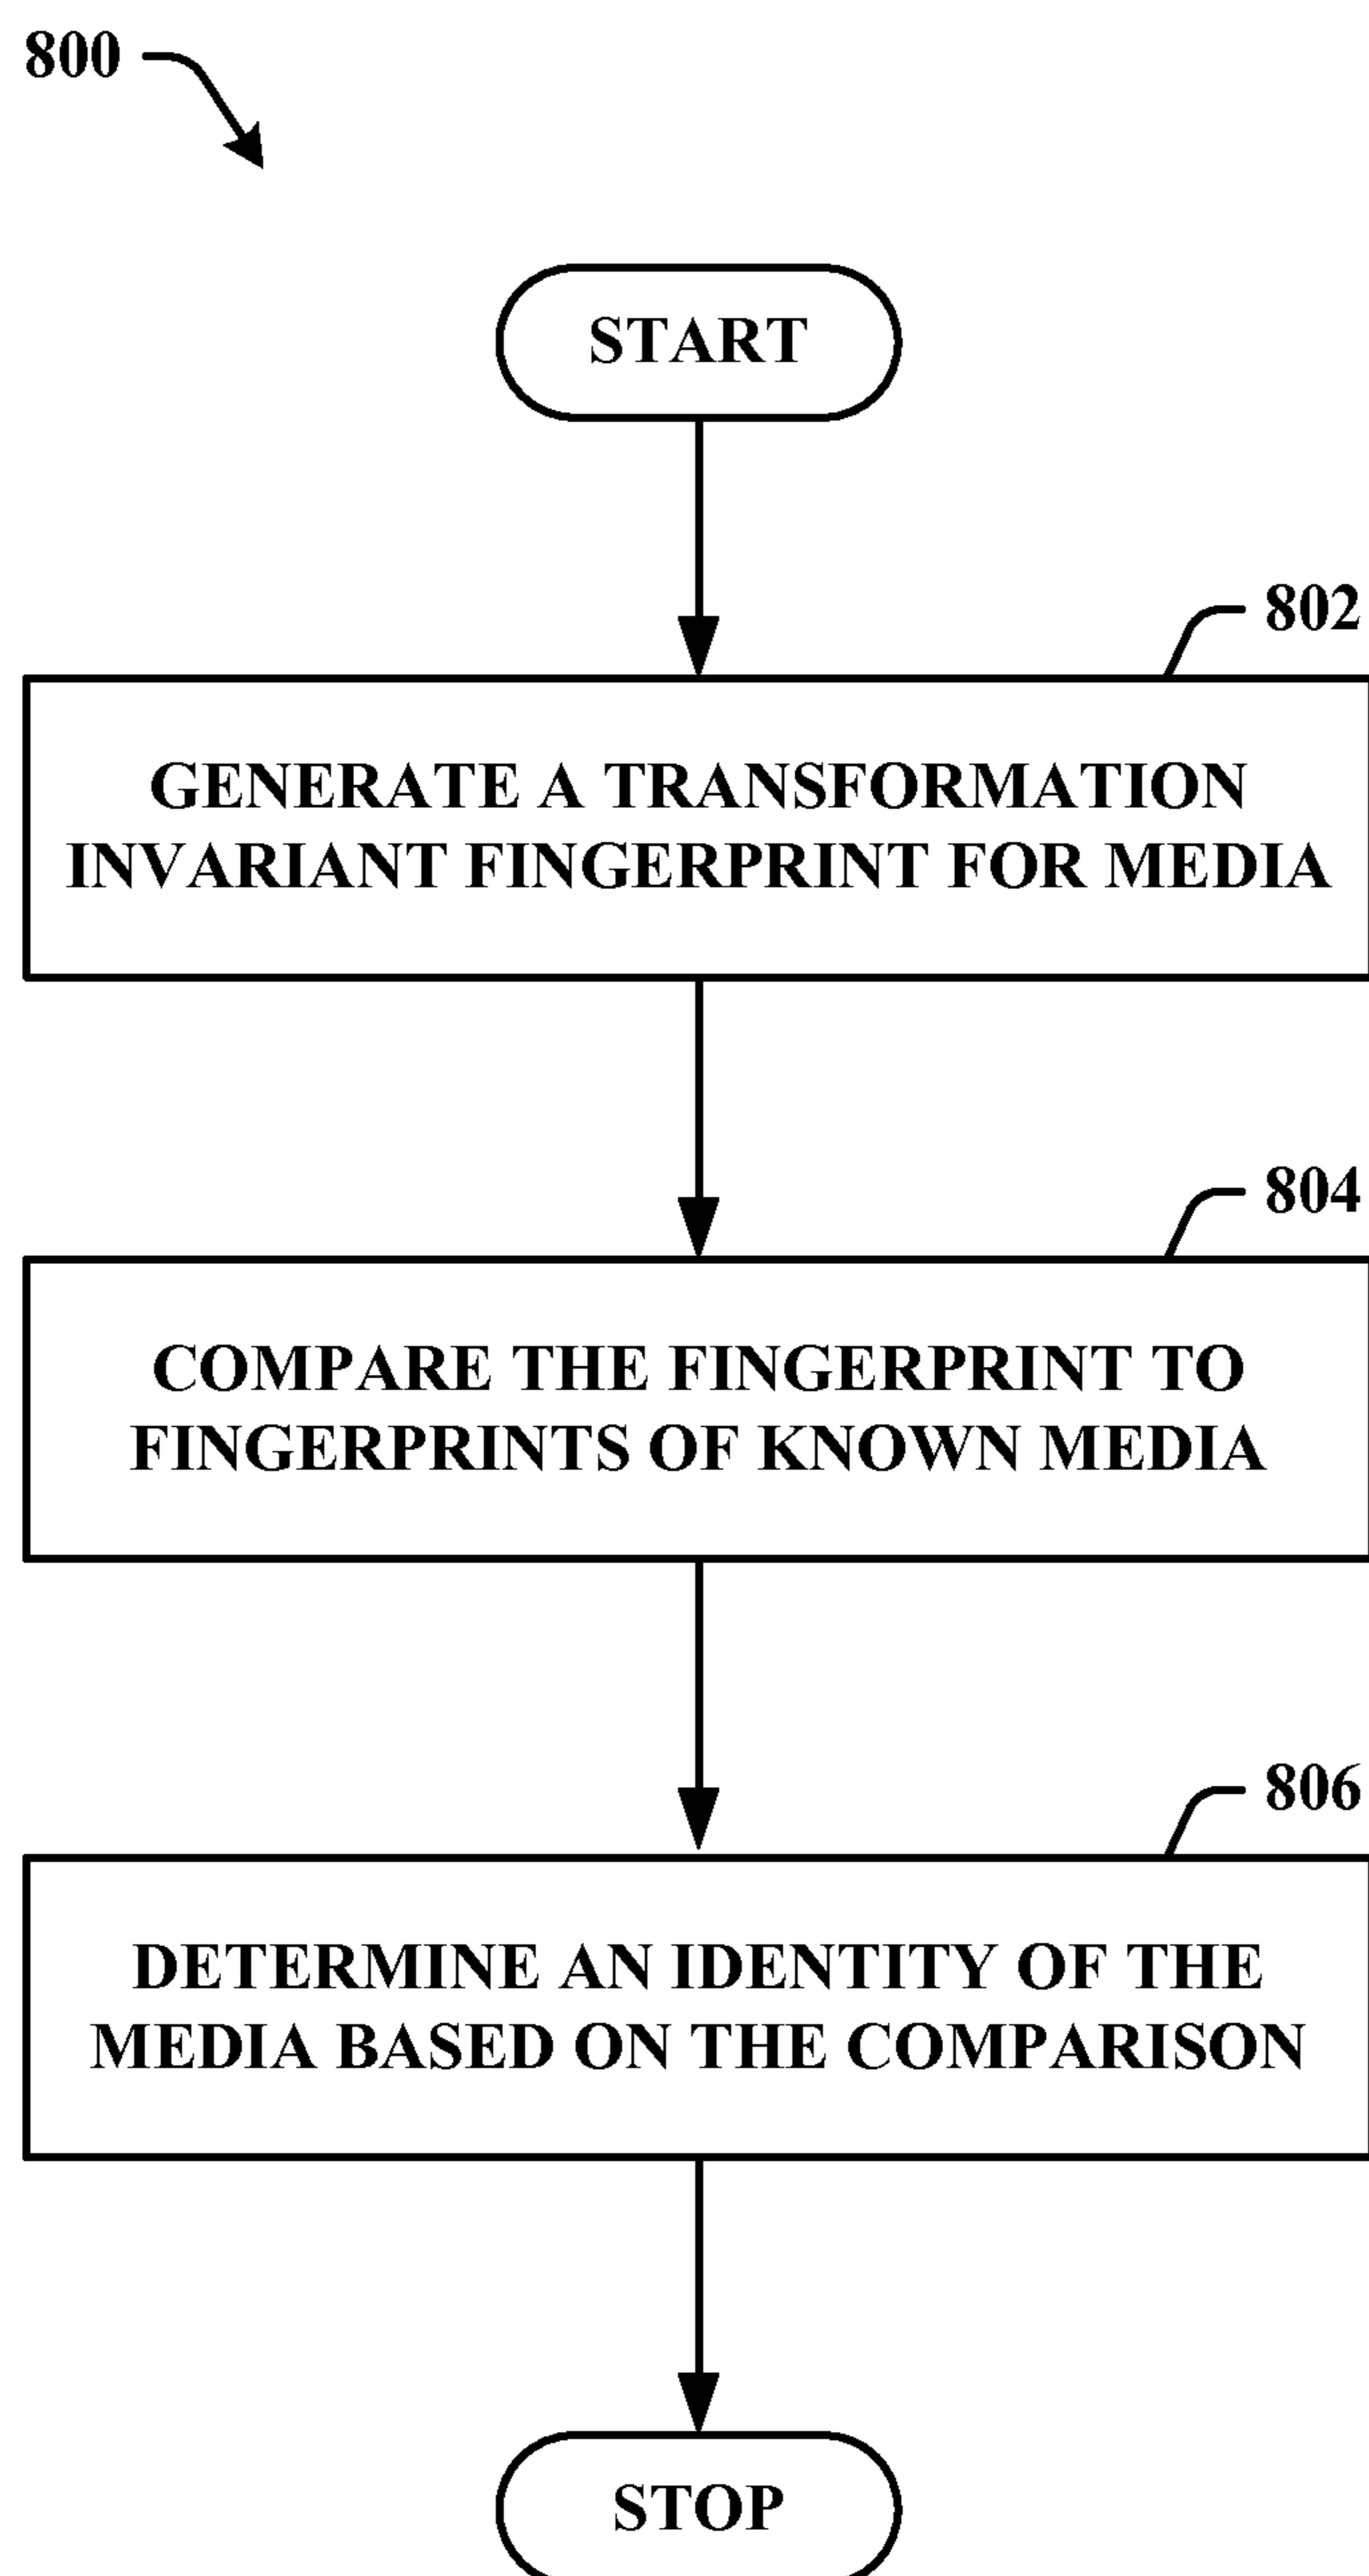 800
START
802
GENERATE A TRANSFORMATION
INVARIANT FINGERPRINT FOR MEDIA
804
COMPARE THE FINGERPRINT TO
FINGERPRINTS OF KNOWN MEDIA
806
DETERMINE AN IDENTITY OF THE
MEDIA BASED ON THE COMPARISON
STOP